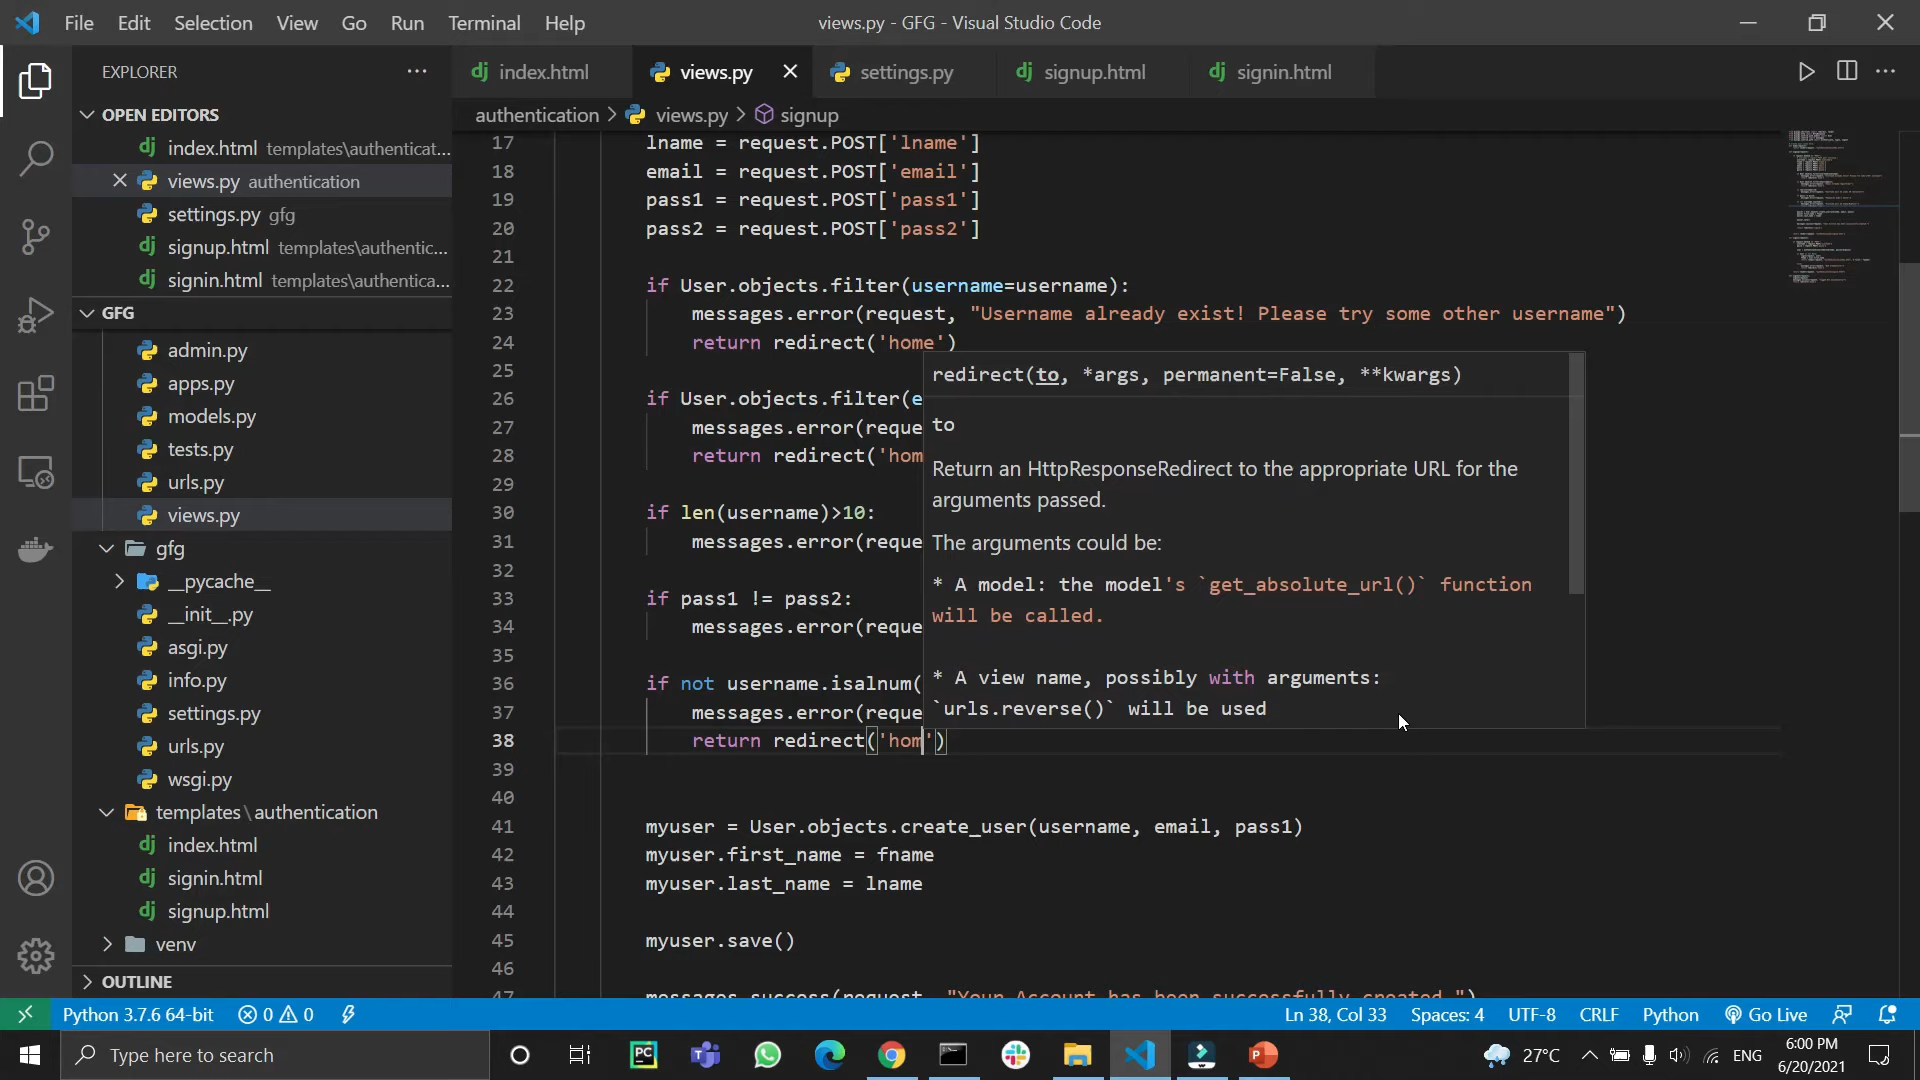 File Edit Selection View Go Run Terminal Help
views.py - GFG - Visual Studio Code
EXPLORER
OPEN EDITORS
index.html templates\authenticat...
views.py authentication
settings.py gfg
signup.html templates\authentic...
signin.html templates\authentica...
GFG
admin.py
apps.py
models.py
tests.py
urls.py
views.py
gfg
__pycache__
__init__.py
asgi.py
info.py
settings.py
urls.py
wsgi.py
templates\authentication
index.html
signin.html
signup.html
venv
OUTLINE
index.html views.py settings.py signup.html signin.html
authentication > views.py > signup
17 lname = request.POST['lname']
18 email = request.POST['email']
19 pass1 = request.POST['pass1']
20 pass2 = request.POST['pass2']
21
22 if User.objects.filter(username=username):
23 messages.error(request, "Username already exist! Please try some other username")
24 return redirect('home')
25
26 if User.objects.filter(e
27 messages.error(reque
28 return redirect('hom
29
30 if len(username)>10:
31 messages.error(reque
32
33 if pass1 != pass2:
34 messages.error(reque
35
36 if not username.isalnum(
37 messages.error(reque
38 return redirect('hom')
39
40
41 myuser = User.objects.create_user(username, email, pass1)
42 myuser.first_name = fname
43 myuser.last_name = lname
44
45 myuser.save()
46
47 messages.success(request, "Your Account has been successfully created.")
redirect(to, *args, permanent=False, **kwargs)
to
Return an HttpResponseRedirect to the appropriate URL for the
arguments passed.
The arguments could be:
* A model: the model's `get_absolute_url()` function
will be called.
* A view name, possibly with arguments:
`urls.reverse()` will be used
Python 3.7.6 64-bit 0 0 Ln 38, Col 33 Spaces: 4 UTF-8 CRLF Python Go Live
Type here to search
27°C ENG 6:00 PM
6/20/2021